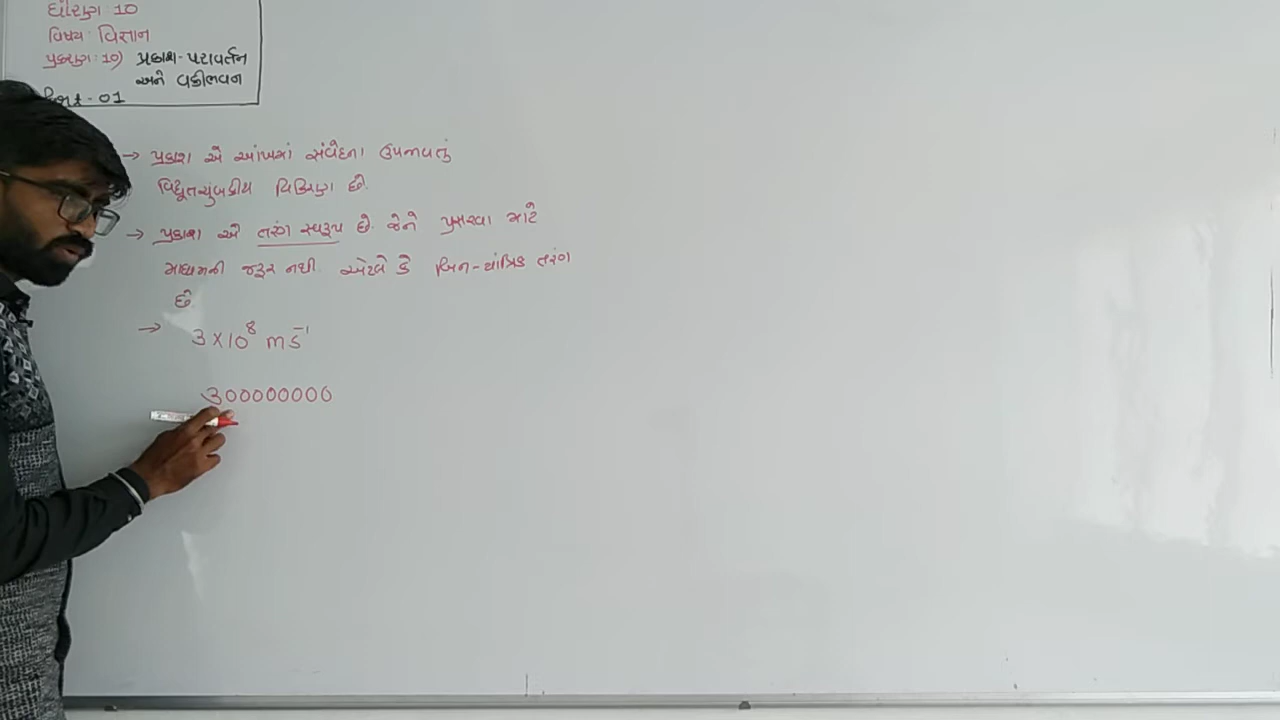 ધોરણ : 10
વિષય : વિજ્ઞાન
પ્રકરણ : 10) પ્રકાશ - પરાવર્તન
અને વક્રીભવન
- 01
→ પ્રકાશ એ આંખમાં સંવેદના ઉપજાવતું
વિદ્યુતચુંબકીય વિકિરણ છે.
→ પ્રકાશ એ તરંગ સ્વરૂપ છે. જેને પ્રસરવા માટે
માધ્યમની જરૂર નથી. એટલે કે બિન-યાંત્રિક તરંગ
છે.
→ 3×10⁸ ms⁻¹
300000000